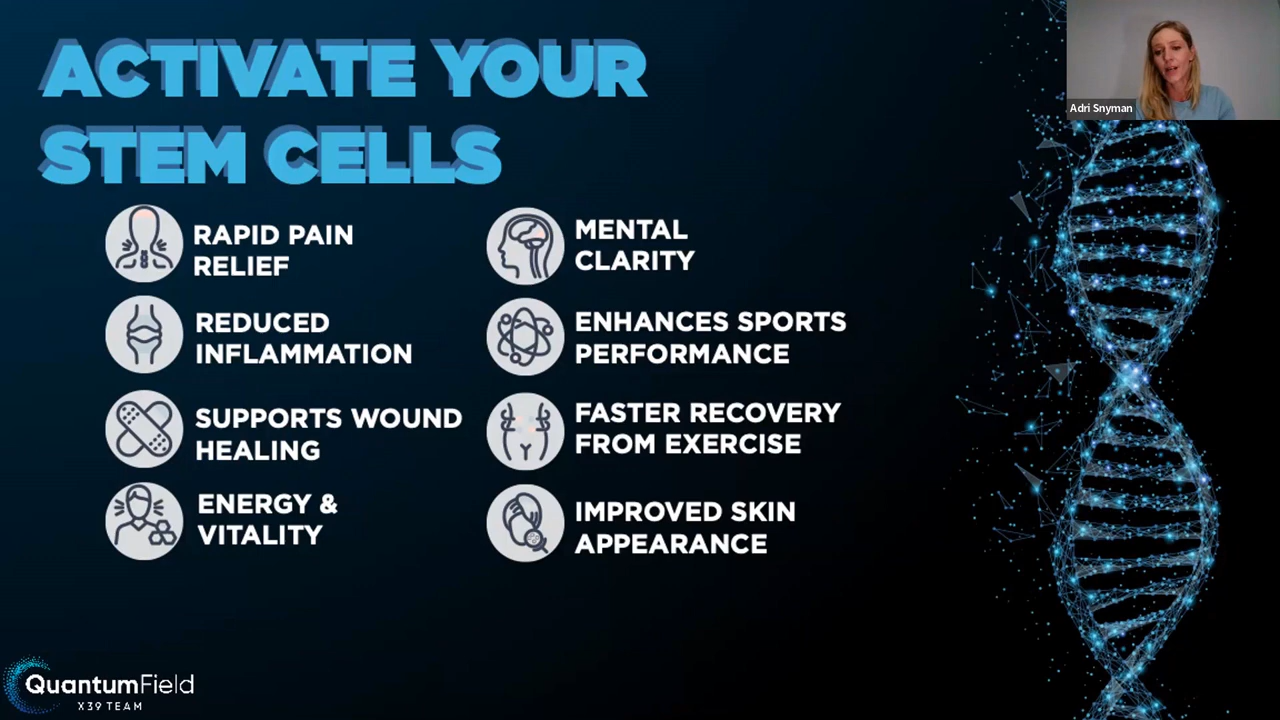 ACTIVATE YOUR
STEM CELLS
RAPID PAIN
RELIEF
REDUCED
INFLAMMATION
SUPPORTS WOUND
HEALING
ENERGY &
VITALITY
MENTAL
CLARITY
ENHANCES SPORTS
PERFORMANCE
FASTER RECOVERY
FROM EXERCISE
IMPROVED SKIN
APPEARANCE
Adri Snyman
QuantumField
X39 TEAM